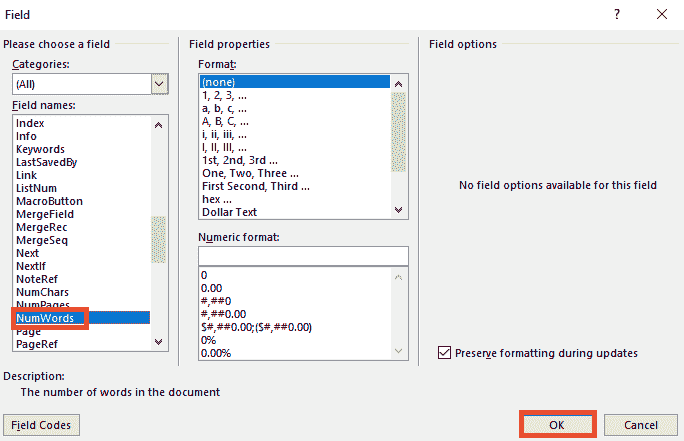 Field
?
Please choose a field
Categories:
(All)
Field names:
Index
Info
Keywords
LastSavedBy
Link
ListNum
MacroButton
MergeField
MergeRec
MergeSeq
Next
NextIf
NoteRef
NumChars
NumPages
NumWords
Page
PageRef
Field properties
Format:
(none)
1, 2, 3, ...
a, b, c, ...
A, B, C, ...
i, ii, iii, ...
I, II, III, ...
1st, 2nd, 3rd ...
One, Two, Three ...
First Second, Third ...
hex ...
Dollar Text
Numeric format:
0
0.00
#,##0
#,##0.00
$#,##0.00;($#,##0.00)
0%
0.00%
Field options
No field options available for this field
Preserve formatting during updates
Description:
The number of words in the document
Field Codes
OK
Cancel